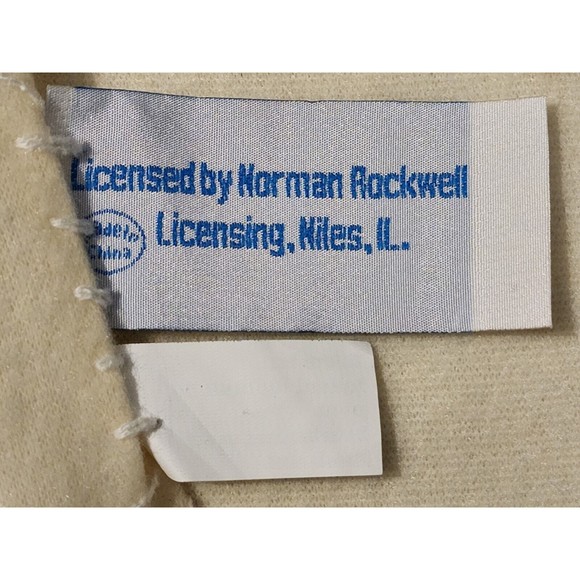 Licensed by Norman Rockwell
Licensing, Niles, IL.
Made in
China